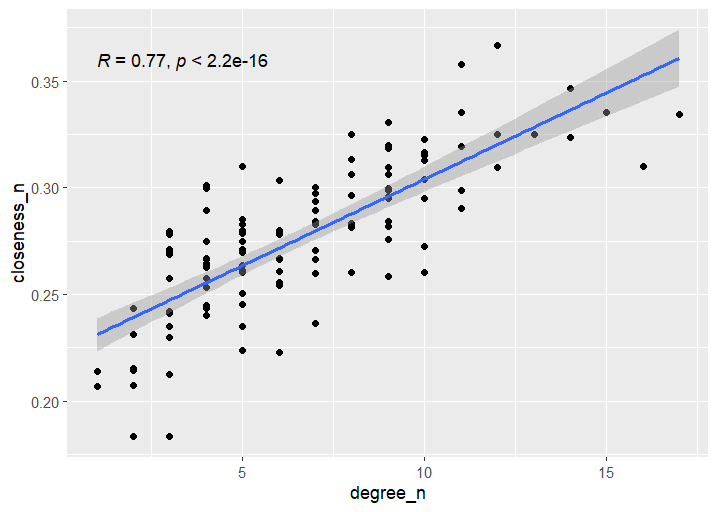 R = 0.77, p < 2.2e-16
0.35
0.30
0.25
0.20
closeness_n
5 10 15
degree_n